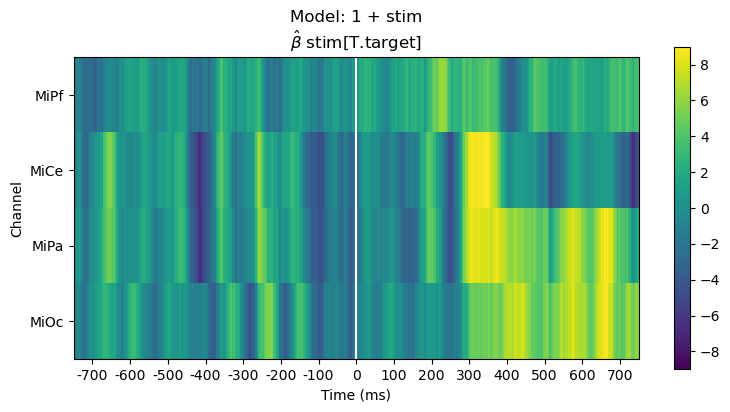 Model: 1 + stim
β̂ stim[T.target]
MiPf
MiCe
MiPa
MiOc
Channel
-700 -600 -500 -400 -300 -200 -100 0 100 200 300 400 500 600 700
Time (ms)
8
6
4
2
0
−2
−4
−6
−8